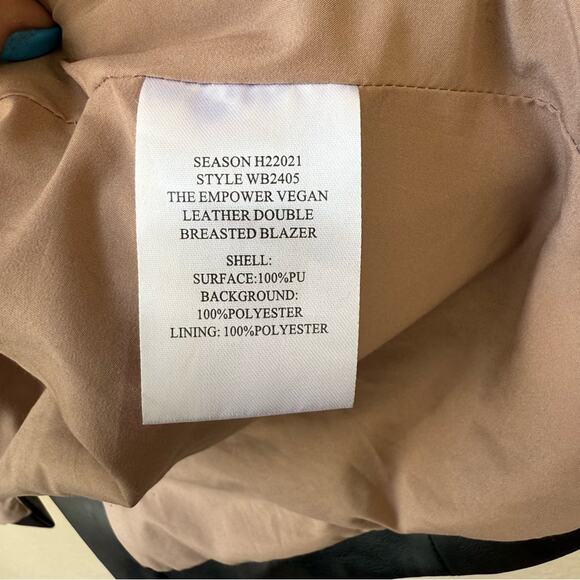 SEASON H22021
STYLE WB2405
THE EMPOWER VEGAN
LEATHER DOUBLE
BREASTED BLAZER
SHELL:
SURFACE:100%PU
BACKGROUND:
100%POLYESTER
LINING: 100%POLYESTER